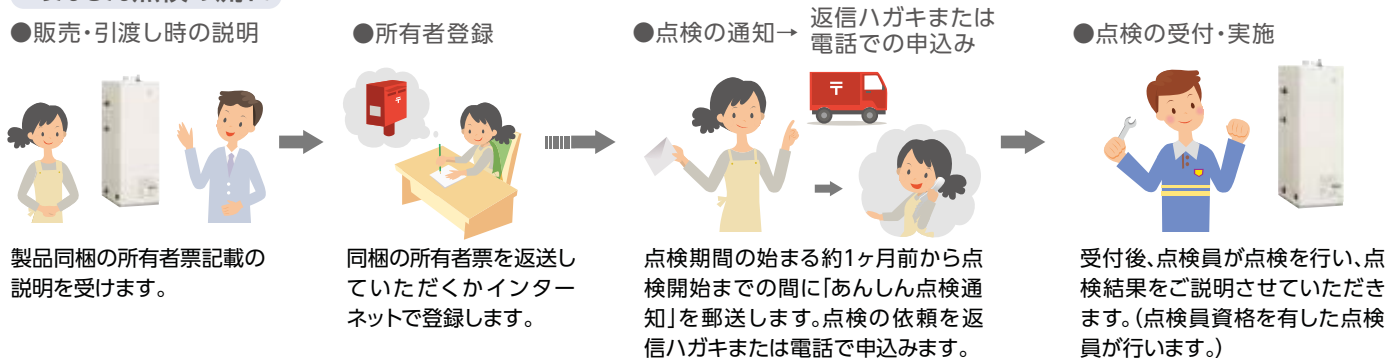 ●販売・引渡し時の説明
製品同梱の所有者票記載の
説明を受けます。
●所有者登録
同梱の所有者票を返送し
ていただくかインター
ネットで登録します。
●点検の通知→
返信ハガキまたは
電話での申込み
点検期間の始まる約1ヶ月前から点
検開始までの間に「あんしん点検通
知」を郵送します。点検の依頼を返
信ハガキまたは電話で申込みます。
●点検の受付・実施
受付後、点検員が点検を行い、点
検結果をご説明させていただき
ます。(点検員資格を有した点検
員が行います。)